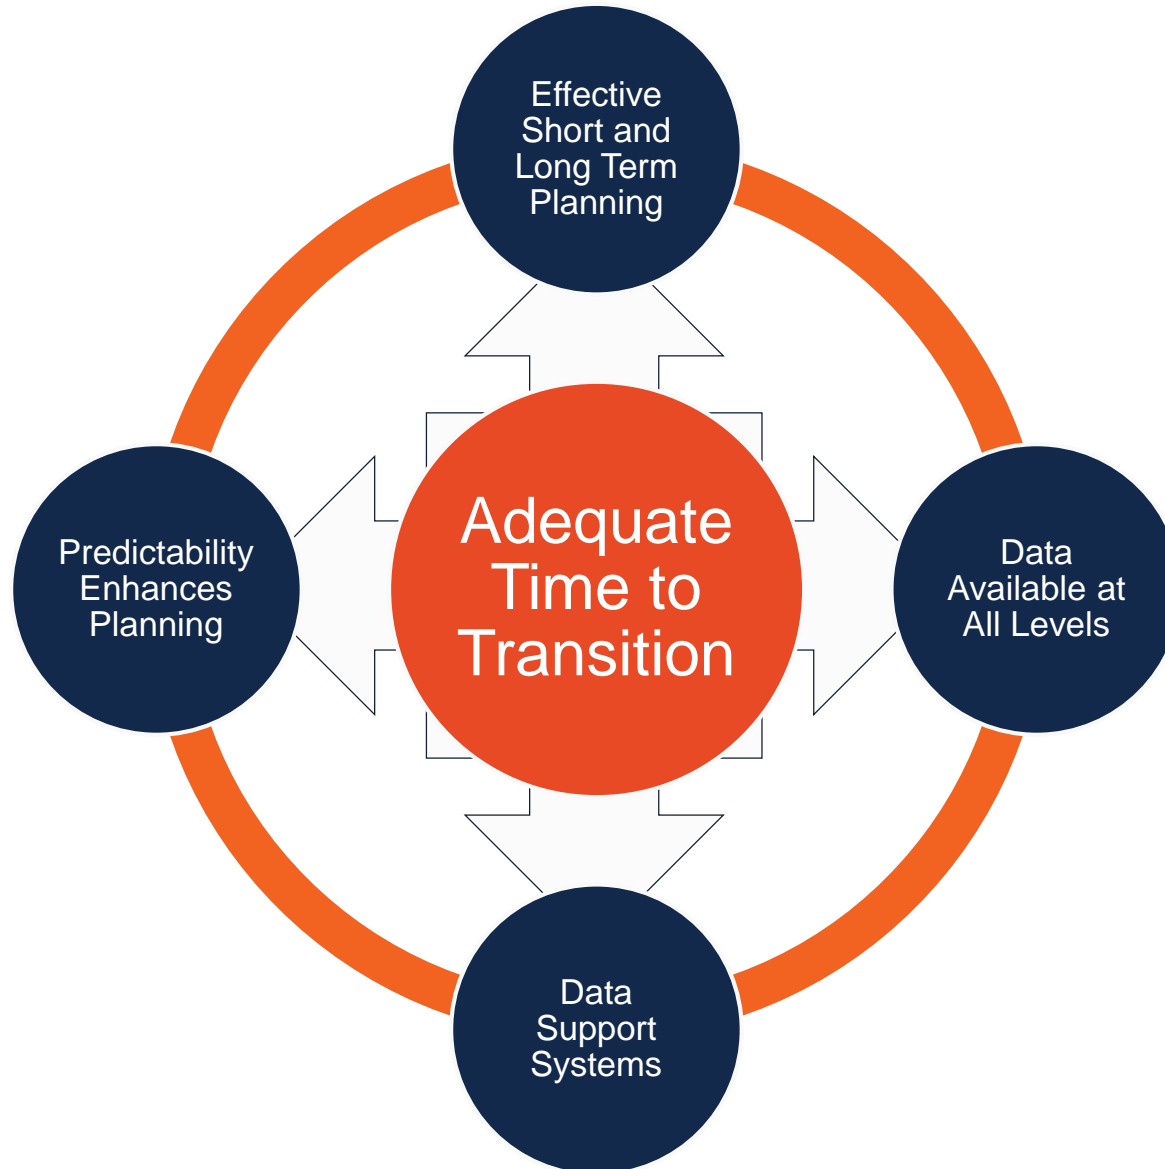 Effective
Short and
Long Term
Planning
Predictability
Enhances
Planning
Adequate
Time to
Transition
Data
Available at
All Levels
Data
Support
Systems